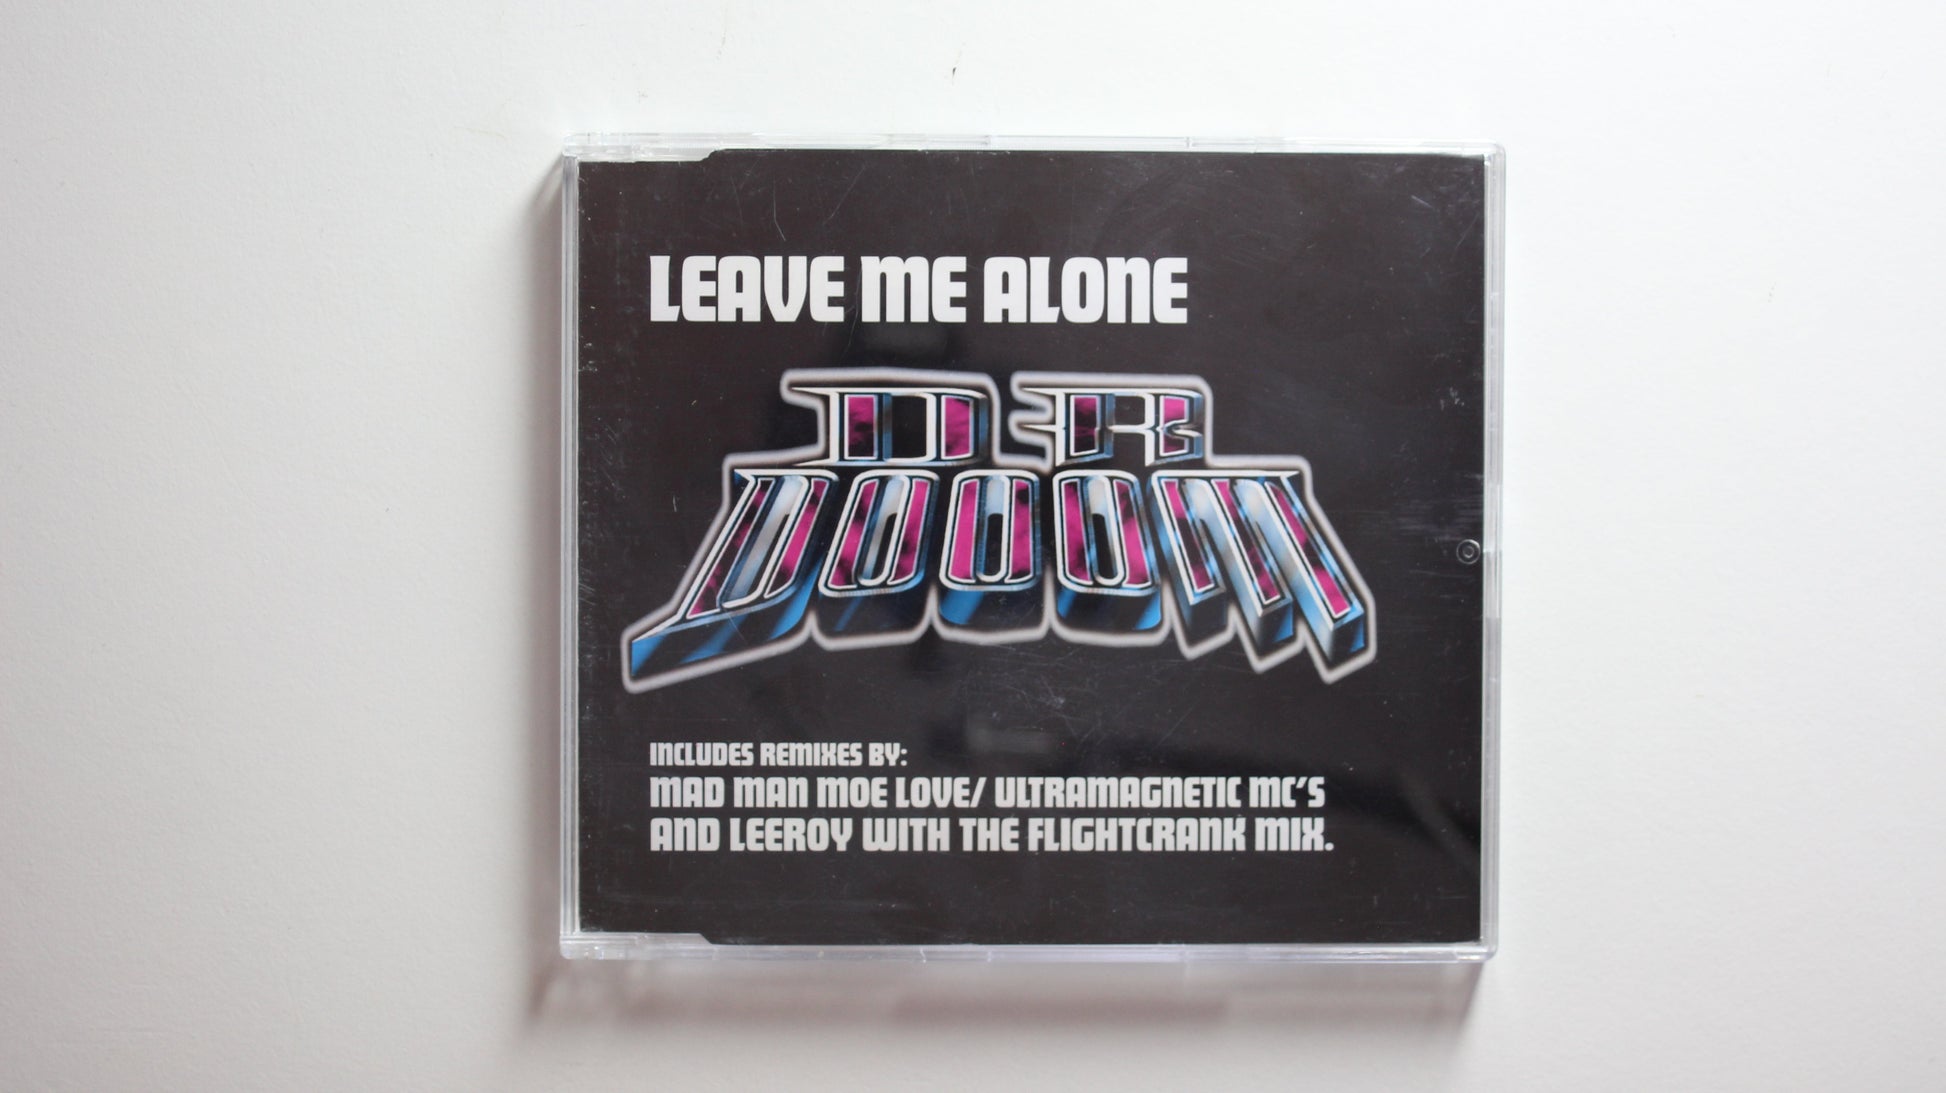 LEAVE ME ALONE
DR
DOOOM
INCLUDES REMIXES BY:
MAD MAN MOE LOVE/ ULTRAMAGNETIC MC'S
AND LEEROY WITH THE FLIGHTCRANK MIX.